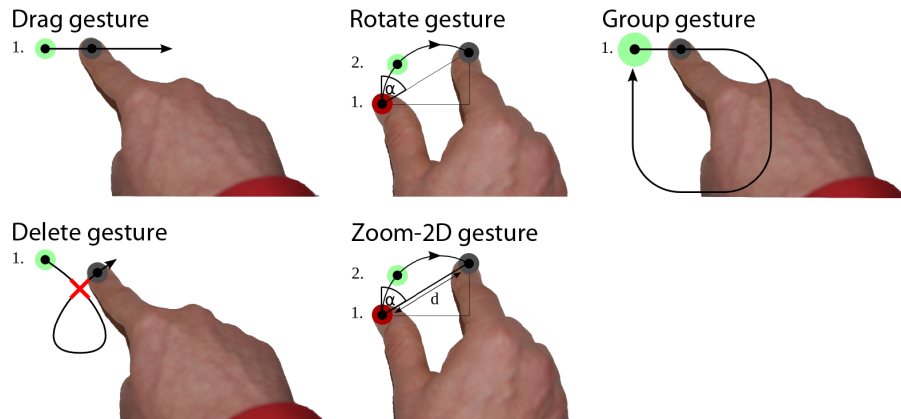 Drag gesture
1.
Rotate gesture
2.
α
1.
Group gesture
1.
Delete gesture
1.
Zoom-2D gesture
2.
α
d
1.